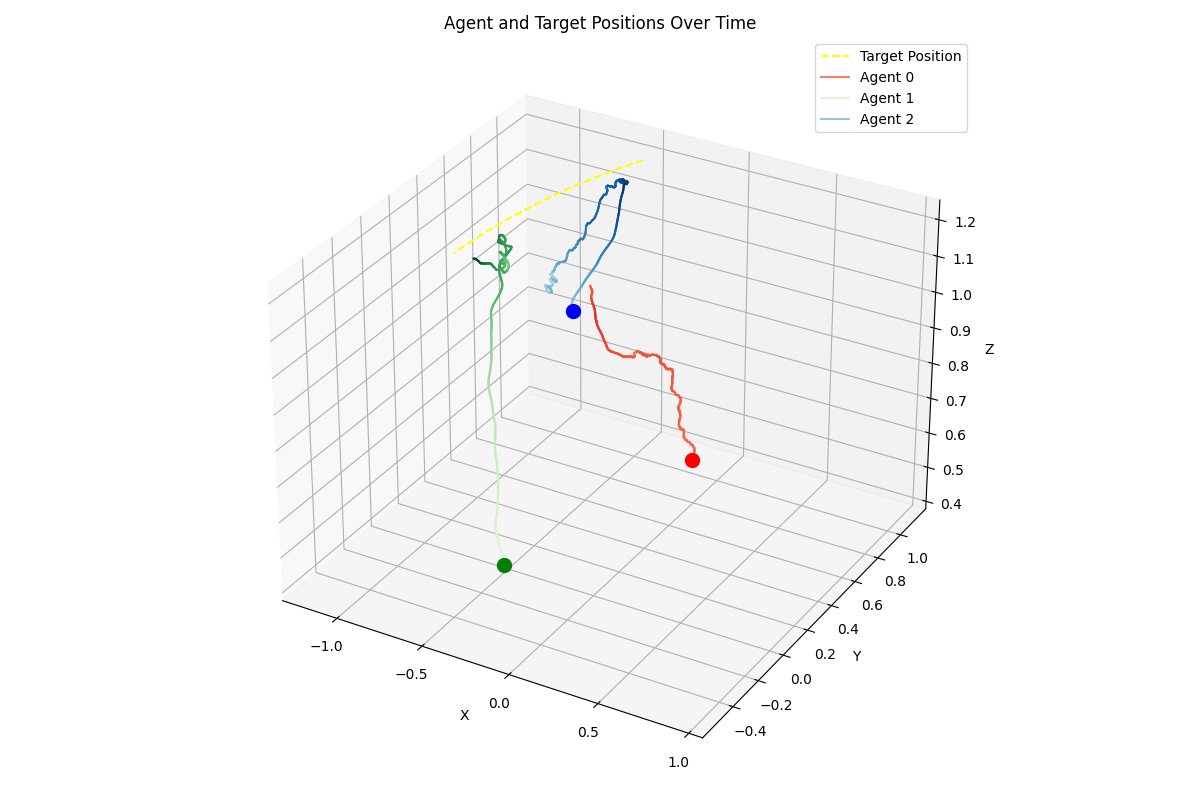 Agent and Target Positions Over Time
Target Position
Agent 0
Agent 1
Agent 2
1.2
1.1
1.0
0.9
0.8
0.7
0.6
0.5
0.4
Z
1.0
0.8
0.6
0.4
0.2
0.0
−0.2
−0.4
Y
−1.0
−0.5
0.0
0.5
1.0
X